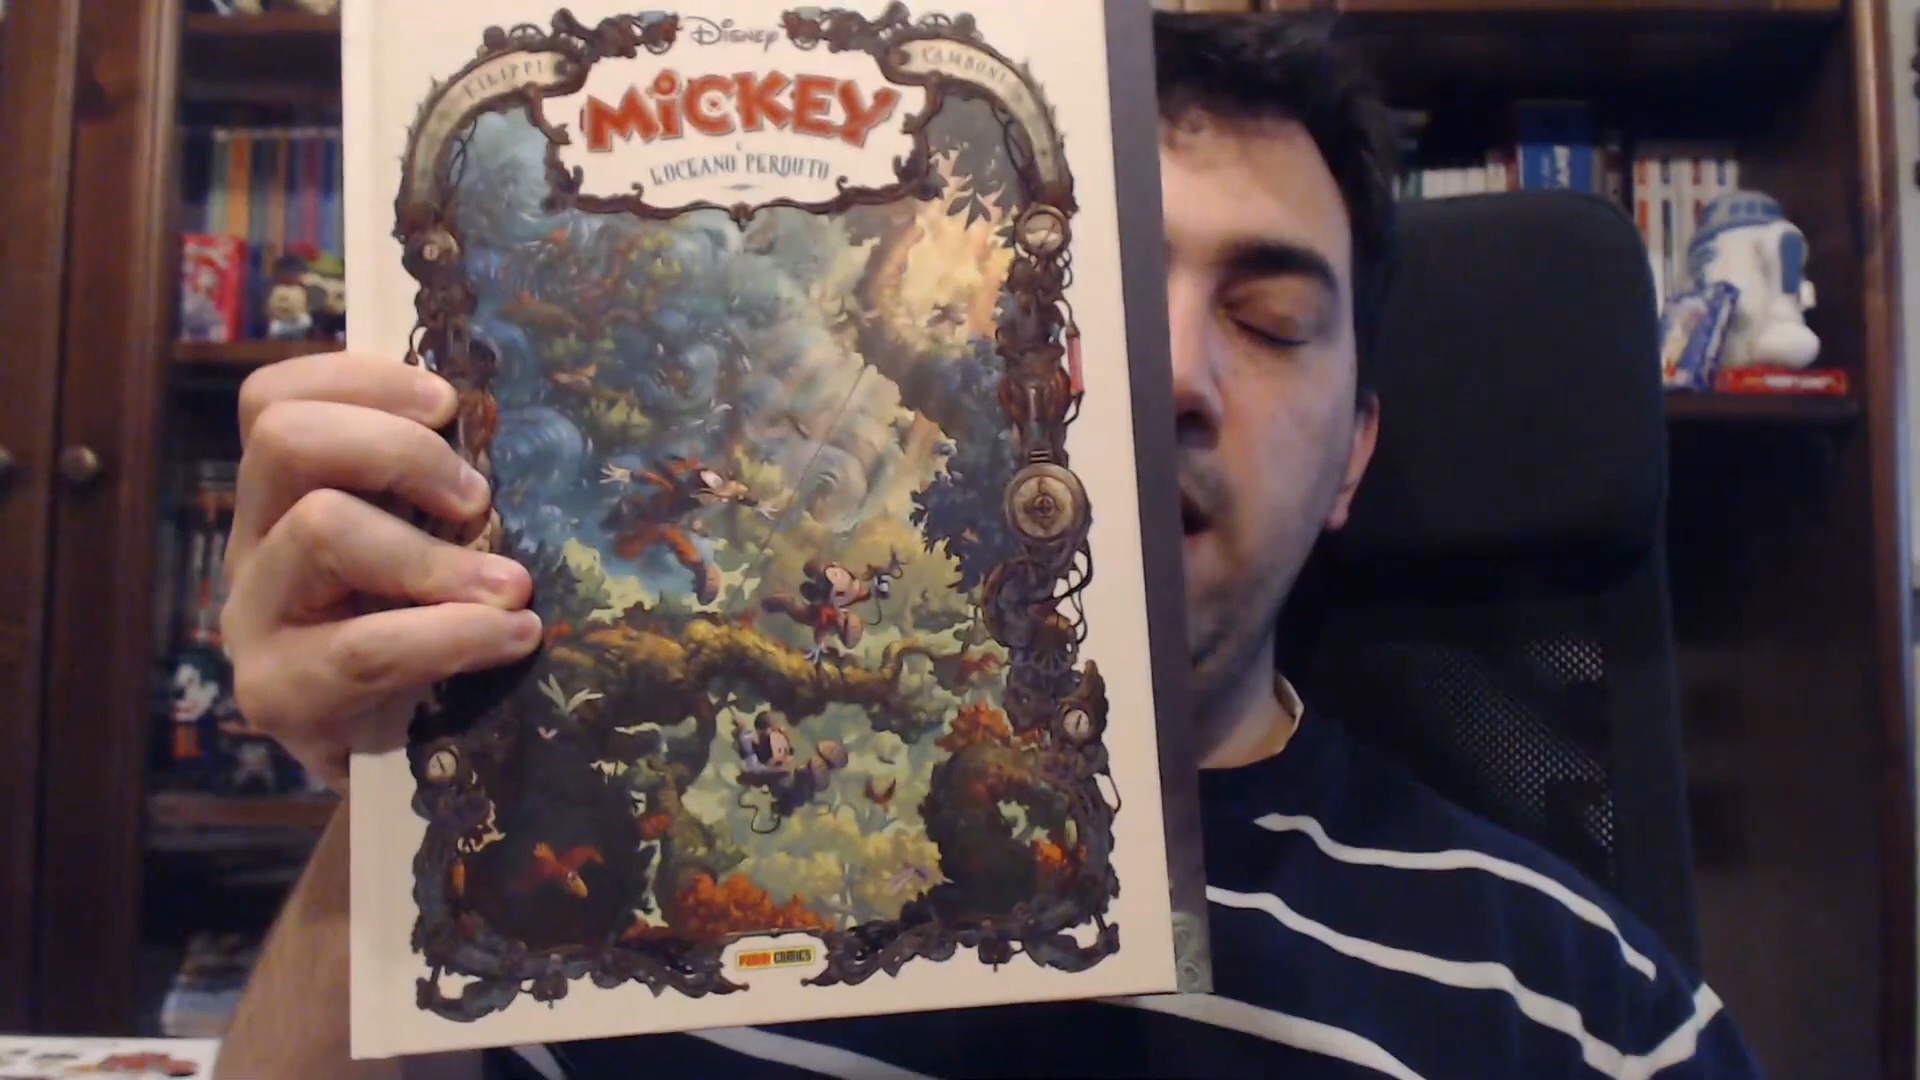 Disney
FILIPPI
CAMBONI
MiCKEY
e
L'OCEANO PERDUTO
PANINI COMICS